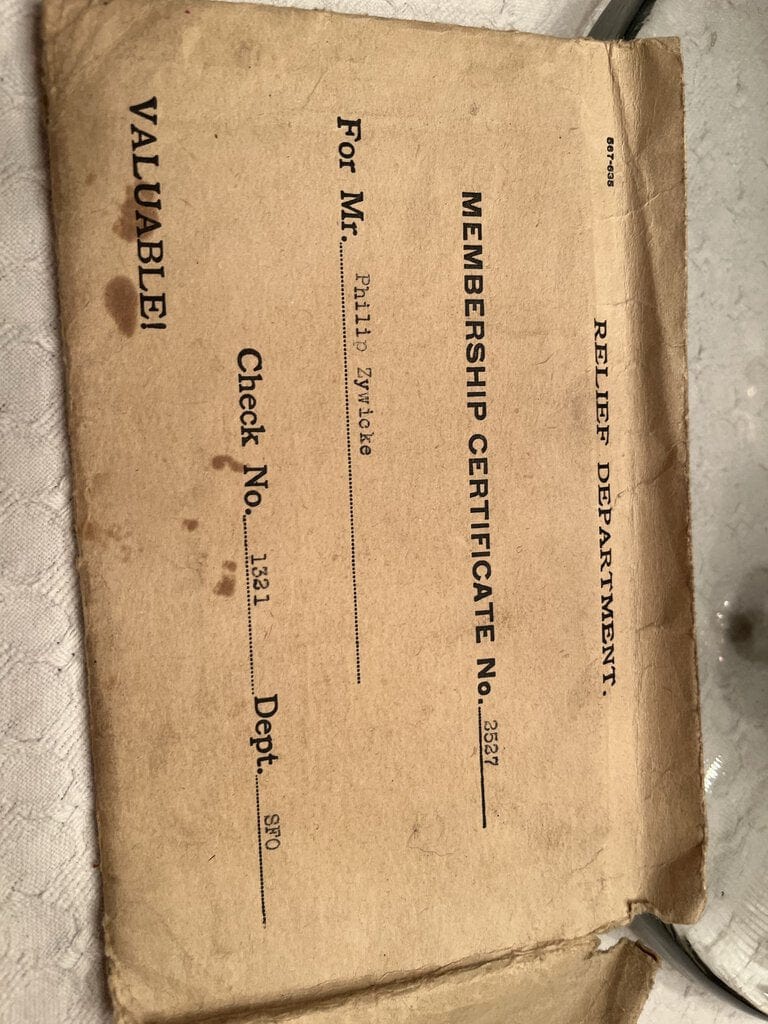 567-635
RELIEF DEPARTMENT.
MEMBERSHIP CERTIFICATE No. 3527
For Mr. Philip Zywicke
Check No. 1321 Dept. SFO
VALUABLE!